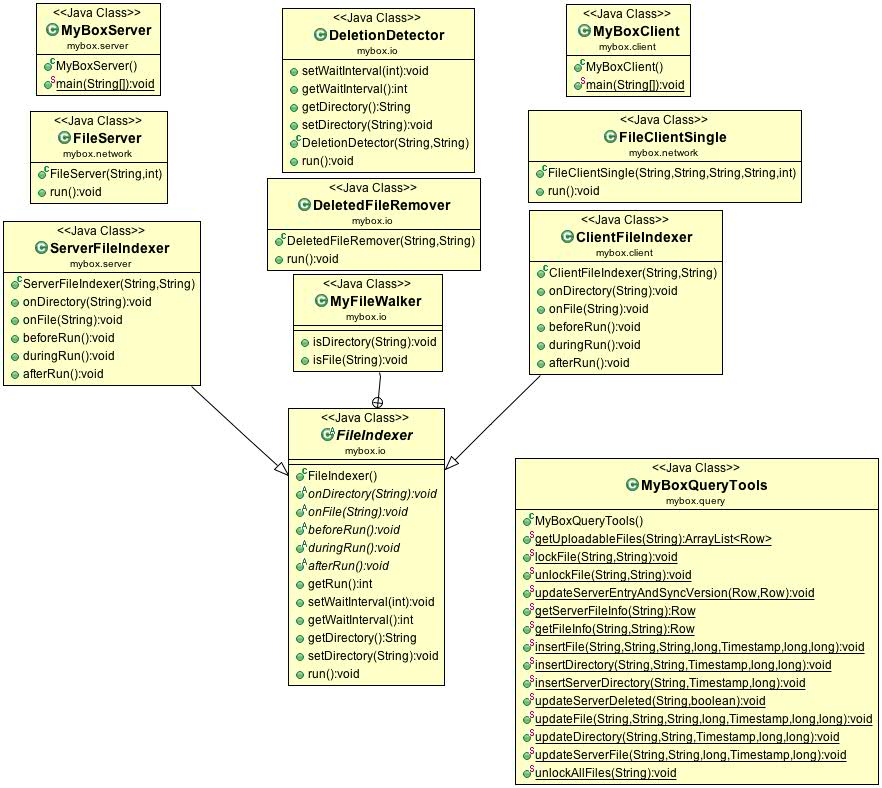 <<Java Class>>
MyBoxServer
mybox.server
MyBoxServer()
main(String[]):void
<<Java Class>>
DeletionDetector
mybox.io
setWaitInterval(int):void
getWaitInterval():int
getDirectory():String
setDirectory(String):void
DeletionDetector(String,String)
run():void
<<Java Class>>
MyBoxClient
mybox.client
MyBoxClient()
main(String[]):void
<<Java Class>>
FileServer
mybox.network
FileServer(String,int)
run():void
<<Java Class>>
FileClientSingle
mybox.network
FileClientSingle(String,String,String,String,int)
run():void
<<Java Class>>
DeletedFileRemover
mybox.io
DeletedFileRemover(String,String)
run():void
<<Java Class>>
ServerFileIndexer
mybox.server
ServerFileIndexer(String,String)
onDirectory(String):void
onFile(String):void
beforeRun():void
duringRun():void
afterRun():void
<<Java Class>>
MyFileWalker
mybox.io
isDirectory(String):void
isFile(String):void
<<Java Class>>
ClientFileIndexer
mybox.client
ClientFileIndexer(String,String)
onDirectory(String):void
onFile(String):void
beforeRun():void
duringRun():void
afterRun():void
<<Java Class>>
FileIndexer
mybox.io
FileIndexer()
onDirectory(String):void
onFile(String):void
beforeRun():void
duringRun():void
afterRun():void
getRun():int
setWaitInterval(int):void
getWaitInterval():int
getDirectory():String
setDirectory(String):void
run():void
<<Java Class>>
MyBoxQueryTools
mybox.query
MyBoxQueryTools()
getUploadableFiles(String):ArrayList<Row>
lockFile(String,String):void
unlockFile(String,String):void
updateServerEntryAndSyncVersion(Row,Row):void
getServerFileInfo(String):Row
getFileInfo(String,String):Row
insertFile(String,String,String,long,Timestamp,long,long):void
insertDirectory(String,String,Timestamp,long,long):void
insertServerDirectory(String,Timestamp,long):void
updateServerDeleted(String,boolean):void
updateFile(String,String,String,long,Timestamp,long,long):void
updateDirectory(String,String,Timestamp,long,long):void
updateServerFile(String,String,long,Timestamp,long):void
unlockAllFiles(String):void